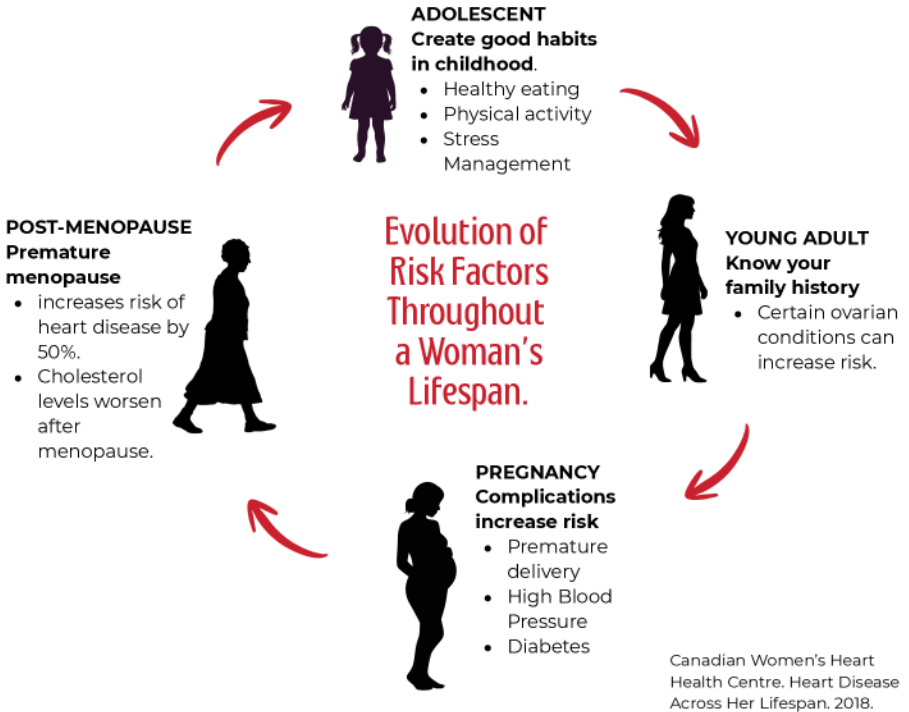 ADOLESCENT
Create good habits
in childhood.
• Healthy eating
• Physical activity
• Stress
Management
Evolution of
Risk Factors
Throughout
a Woman's
Lifespan.
YOUNG ADULT
Know your
family history
• Certain ovarian
conditions can
increase risk.
PREGNANCY
Complications
increase risk
• Premature
delivery
• High Blood
Pressure
• Diabetes
POST-MENOPAUSE
Premature
menopause
• increases risk of
heart disease by
50%.
• Cholesterol
levels worsen
after
menopause.
Canadian Women's Heart
Health Centre. Heart Disease
Across Her Lifespan. 2018.